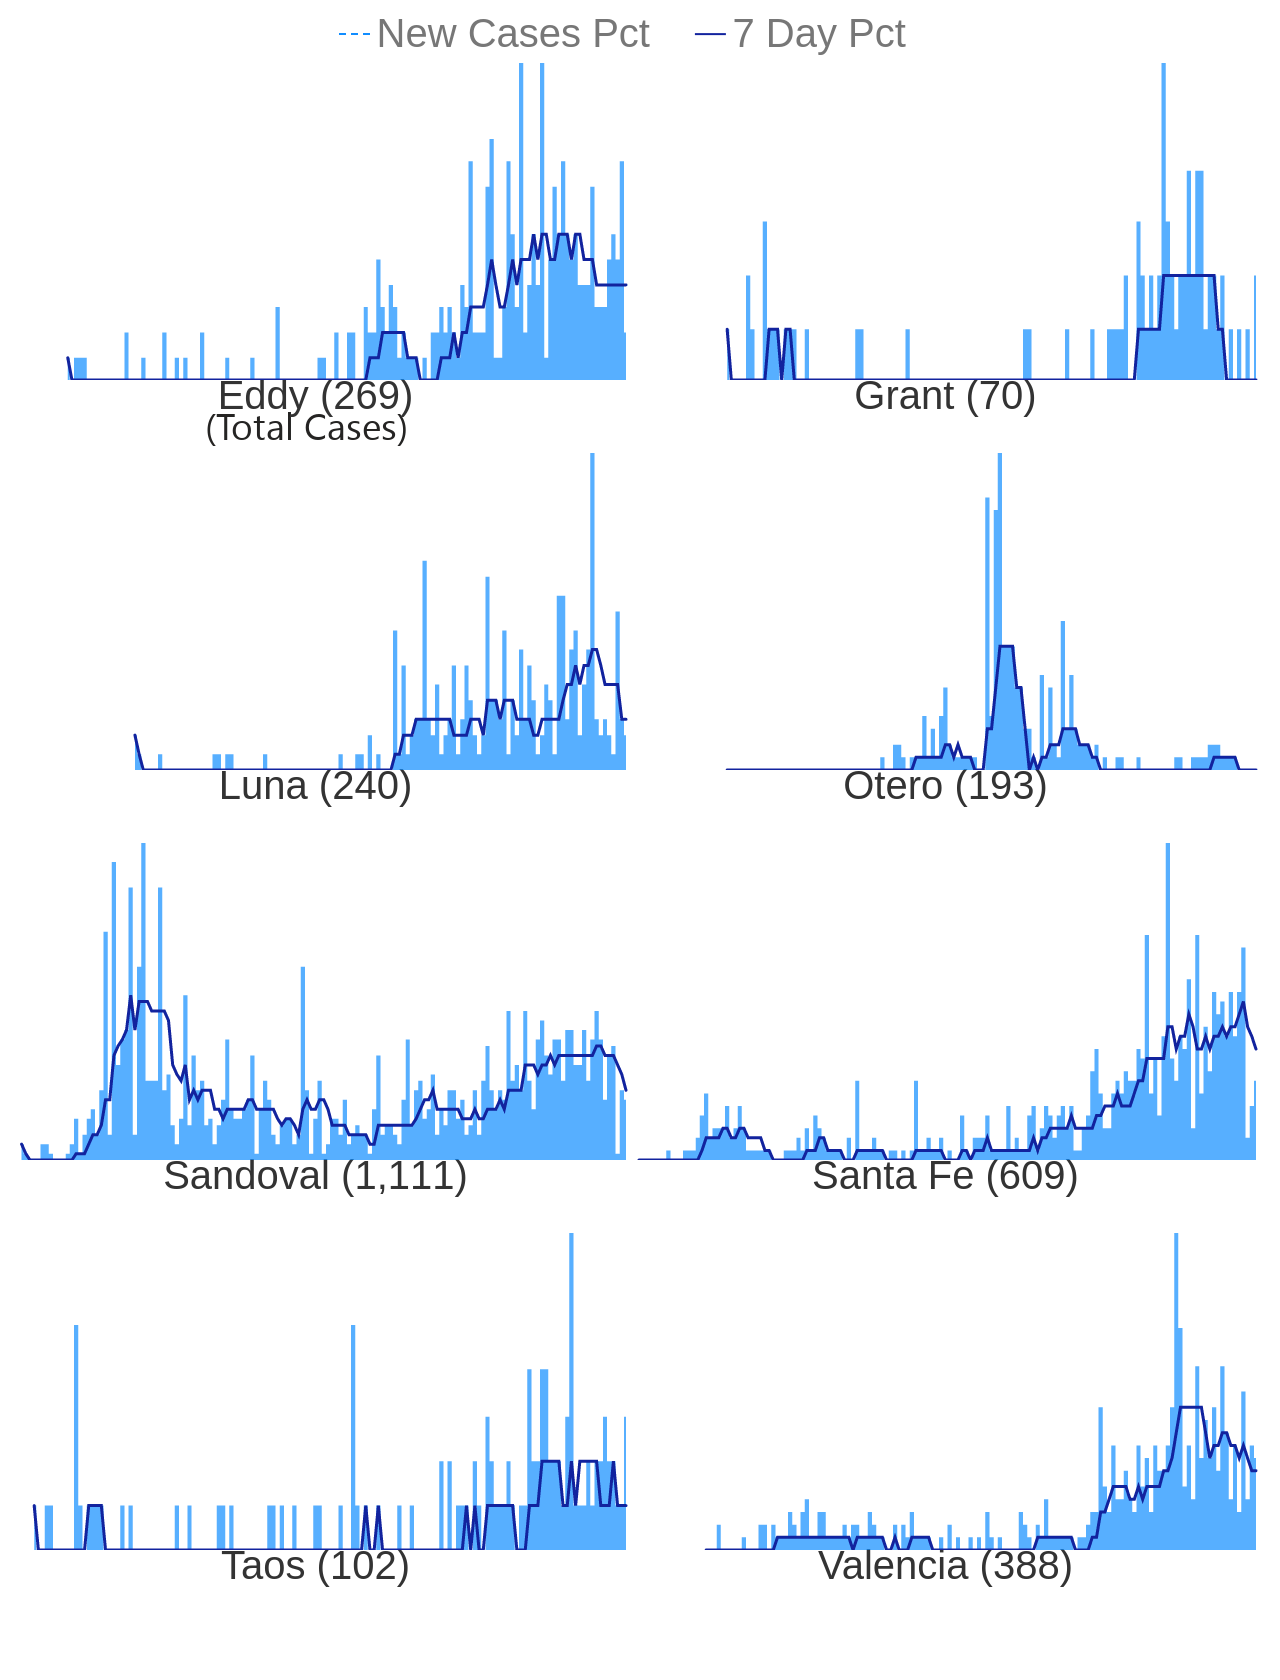 New Cases Pct 7 Day Pct
Eddy (269)
(Total Cases)
Grant (70)
Luna (240)
Otero (193)
Sandoval (1,111)
Santa Fe (609)
Taos (102)
Valencia (388)